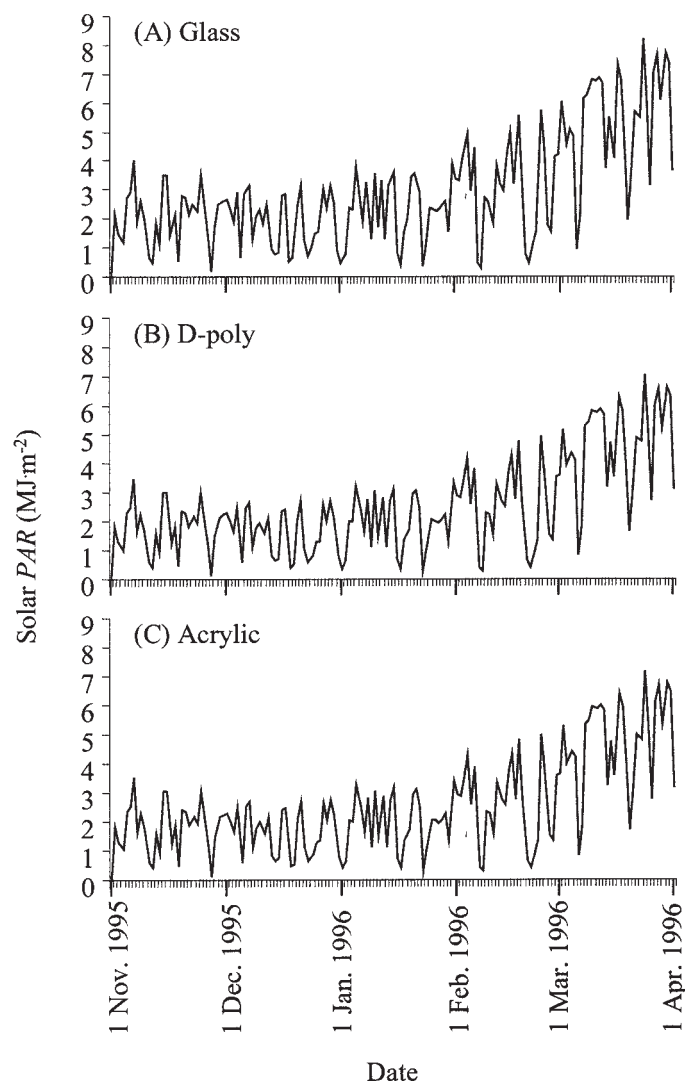 (A) Glass
9
8
7
6
5
4
3
2
1
0
(B) D-poly
9
8
7
6
5
4
3
2
1
0
Solar PAR (MJ·m⁻²)
(C) Acrylic
9
8
7
6
5
4
3
2
1
0
1 Nov. 1995
1 Dec. 1995
1 Jan. 1996
1 Feb. 1996
1 Mar. 1996
1 Apr. 1996
Date